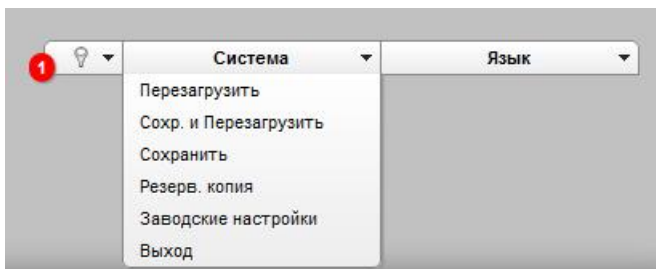 1 Система Язык
Перезагрузить
Сохр. и Перезагрузить
Сохранить
Резерв. копия
Заводские настройки
Выход